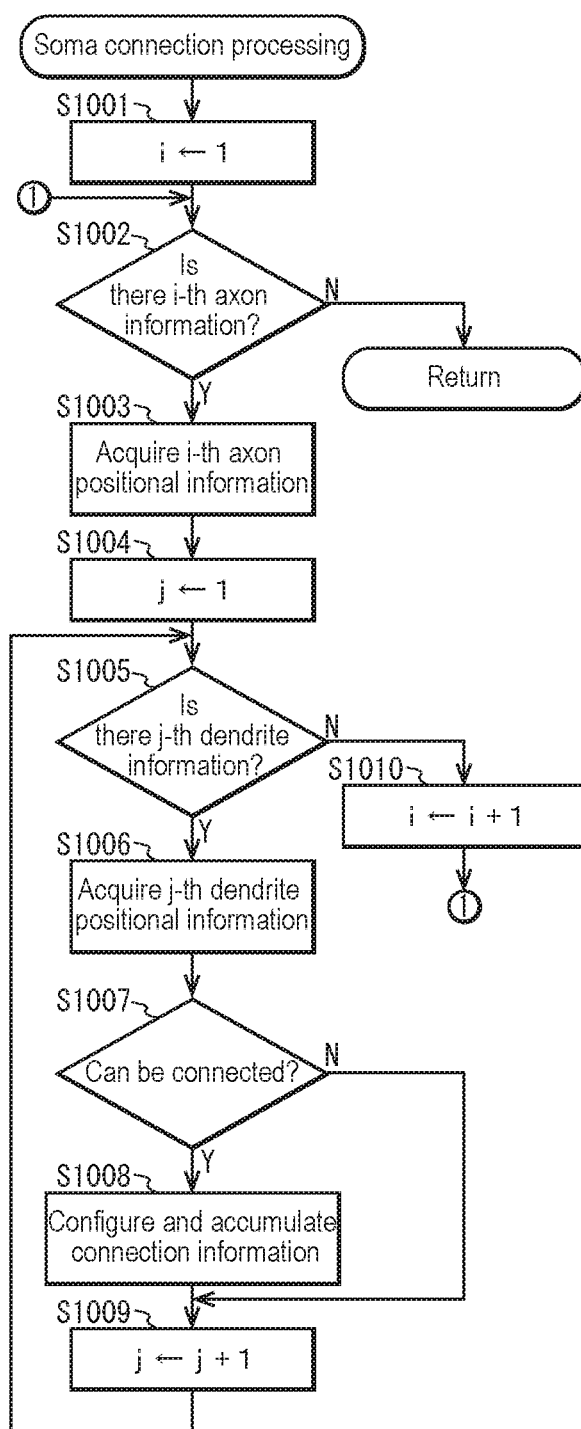 Soma connection processing
S1001
i ← 1
1
S1002
Is
there i-th axon
information?
N
Return
Y
S1003
Acquire i-th axon
positional information
S1004
j ← 1
S1005
Is
there j-th dendrite
information?
N
S1010
i ← i + 1
1
Y
S1006
Acquire j-th dendrite
positional information
S1007
Can be connected?
N
Y
S1008
Configure and accumulate
connection information
S1009
j ← j + 1